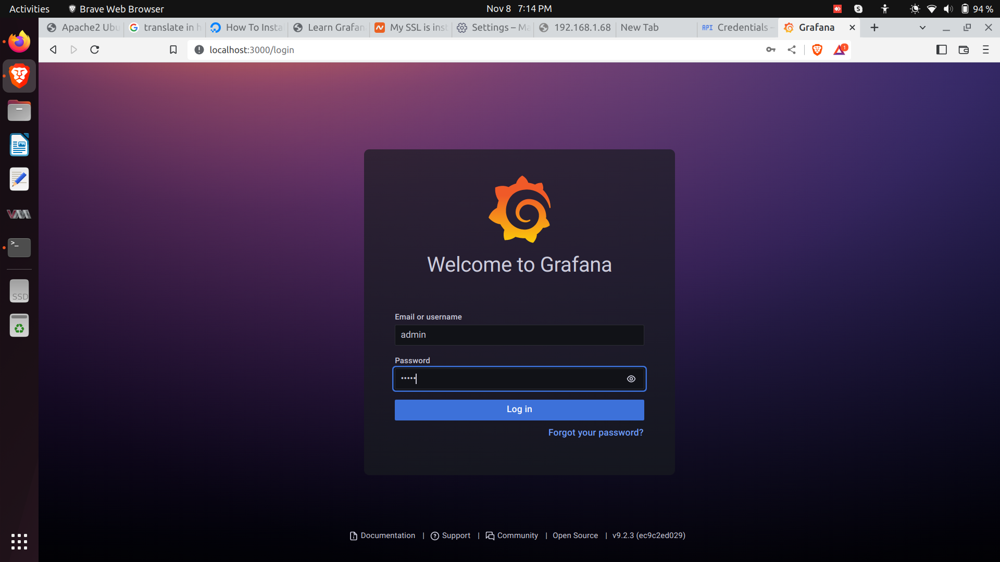 Activities Brave Web Browser Nov 8 7:14 PM 94 %
Apache2 Ubu translate in h How To Insta Learn Grafan My SSL is inst Settings – Ma 192.168.1.68 New Tab API Credentials – Grafana
localhost:3000/login 1
>_
SSD
Welcome to Grafana
Email or username
admin
Password
•••••
Log in
Forgot your password?
Documentation | Support | Community | Open Source | v9.2.3 (ec9c2ed029)